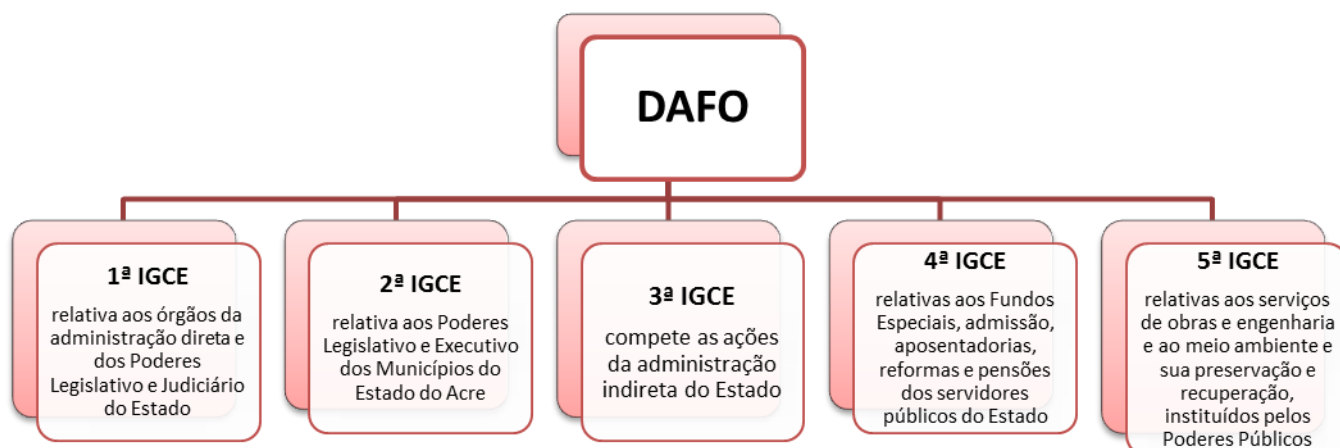 DAFO
1ª IGCE
relativa aos órgãos da
administração direta e
dos Poderes
Legislativo e Judiciário
do Estado
2ª IGCE
relativa aos Poderes
Legislativo e Executivo
dos Municípios do
Estado do Acre
3ª IGCE
compete as ações
da administração
indireta do Estado
4ª IGCE
relativas aos Fundos
Especiais, admissão,
aposentadorias,
reformas e pensões
dos servidores
públicos do Estado
5ª IGCE
relativas aos serviços
de obras e engenharia
e ao meio ambiente e
sua preservação e
recuperação,
instituídos pelos
Poderes Públicos